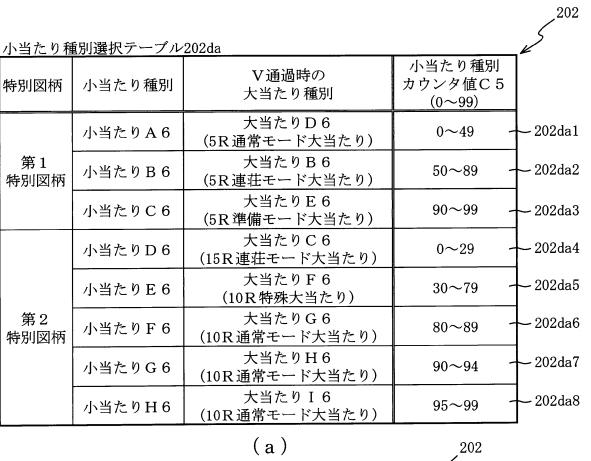 202
小当たり種別選択テーブル202da
特別図柄 小当たり種別 V通過時の大当たり種別 小当たり種別カウンタ値C5(0~99)
第1特別図柄 小当たりA6 大当たりD6(5R通常モード大当たり) 0~49 202da1
小当たりB6 大当たりB6(5R連荘モード大当たり) 50~89 202da2
小当たりC6 大当たりE6(5R準備モード大当たり) 90~99 202da3
第2特別図柄 小当たりD6 大当たりC6(15R連荘モード大当たり) 0~29 202da4
小当たりE6 大当たりF6(10R特殊大当たり) 30~79 202da5
小当たりF6 大当たりG6(10R通常モード大当たり) 80~89 202da6
小当たりG6 大当たりH6(10R通常モード大当たり) 90~94 202da7
小当たりH6 大当たりI6(10R通常モード大当たり) 95~99 202da8
(a)
202